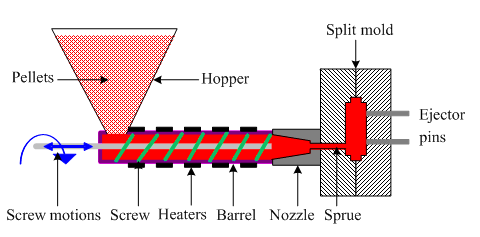 Split mold
Pellets
Hopper
Ejector
pins
Screw motions
Screw
Heaters
Barrel
Nozzle
Sprue